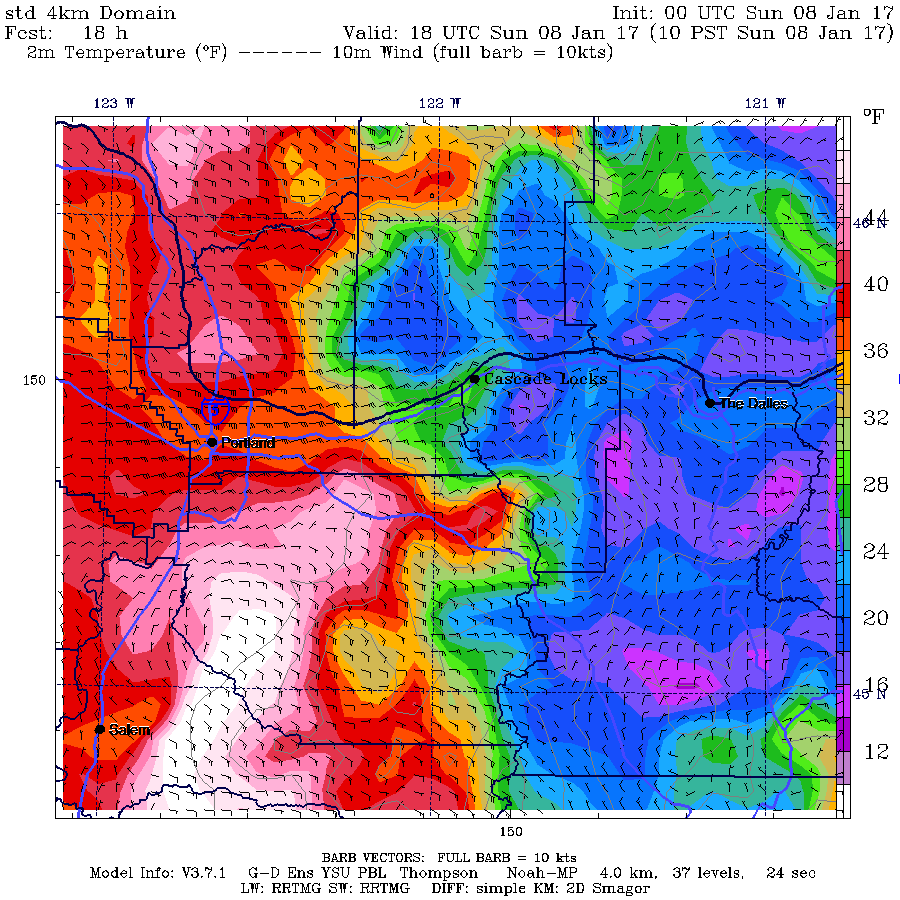 std 4km Domain Init: 00 UTC Sun 08 Jan 17
Fcst: 18 h Valid: 18 UTC Sun 08 Jan 17 (10 PST Sun 08 Jan 17)
2m Temperature (°F) ------- 10m Wind (full barb = 10kts)
123 W 122 W 121 W
°F
44
46 N
40
36
150 Cascade Locks
The Dalles
32
Portland
28
24
20
16
45 N
Salem
12
150
BARB VECTORS: FULL BARB = 10 kts
Model Info: V3.7.1 G-D Ens YSU PBL Thompson Noah-MP 4.0 km, 37 levels, 24 sec
LW: RRTMG SW: RRTMG DIFF: simple KM: 2D Smagor